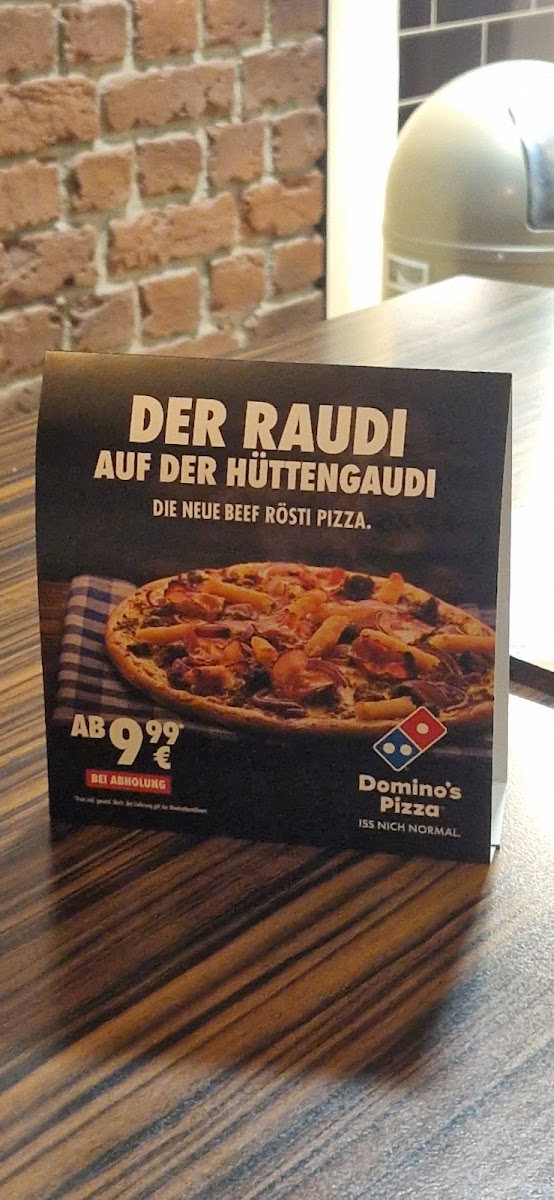 DER RAUDI
AUF DER HÜTTENGAUDI
DIE NEUE BEEF RÖSTI PIZZA.
AB 9 99* €
BEI ABHOLUNG
Domino's
Pizza
ISS NICH NORMAL.